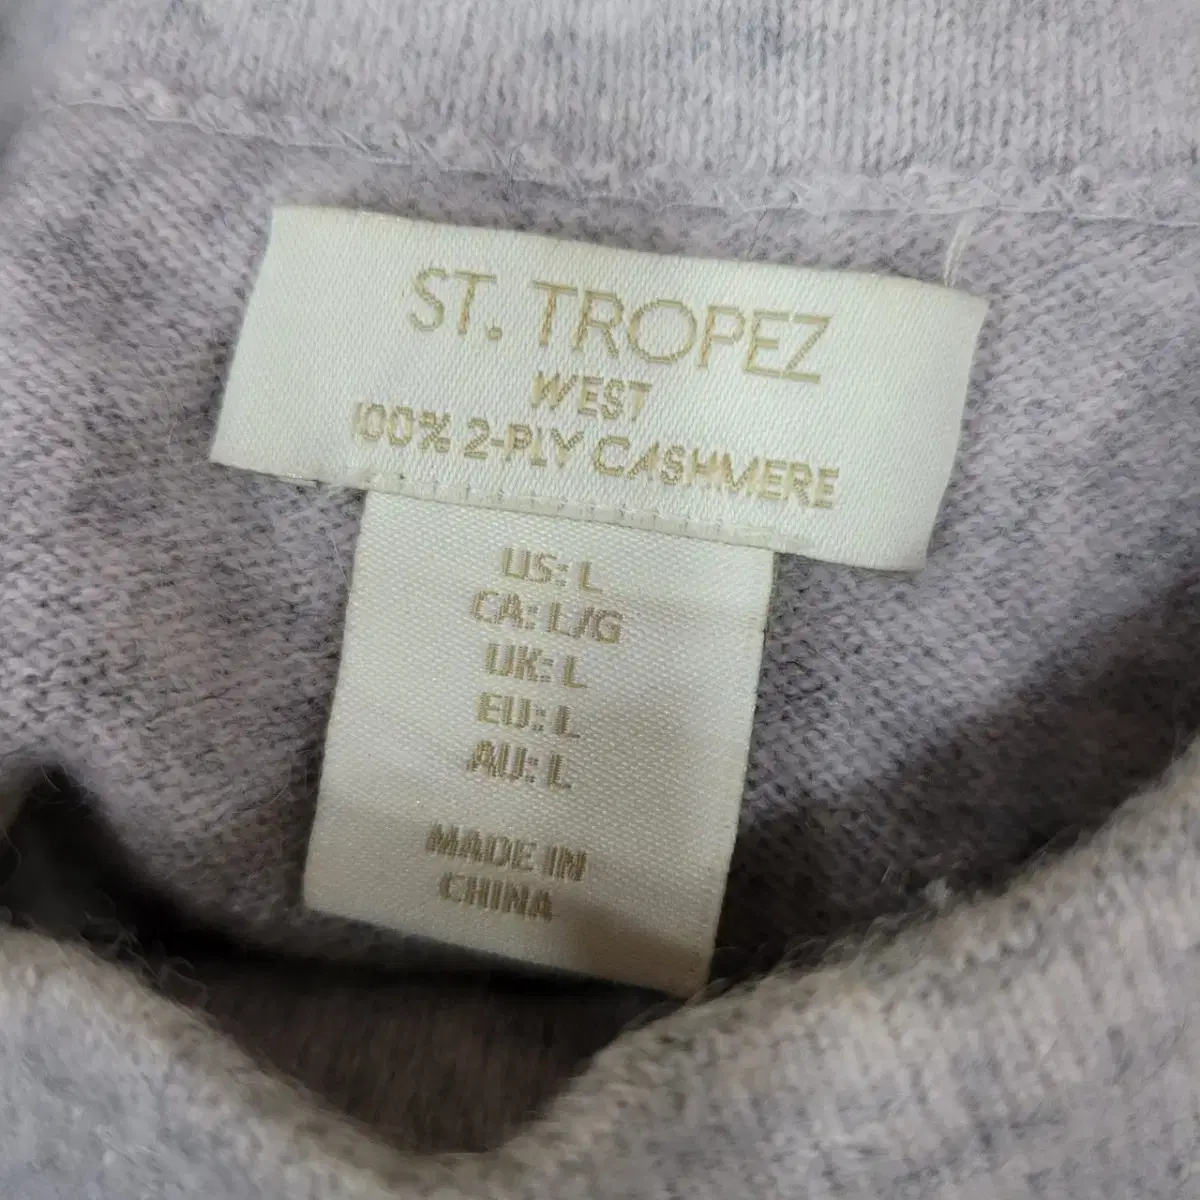 ST. TROPEZ
WEST
100% 2-PLY CASHMERE
US: L
CA: L/G
UK: L
EU: L
AU: L
MADE IN
CHINA